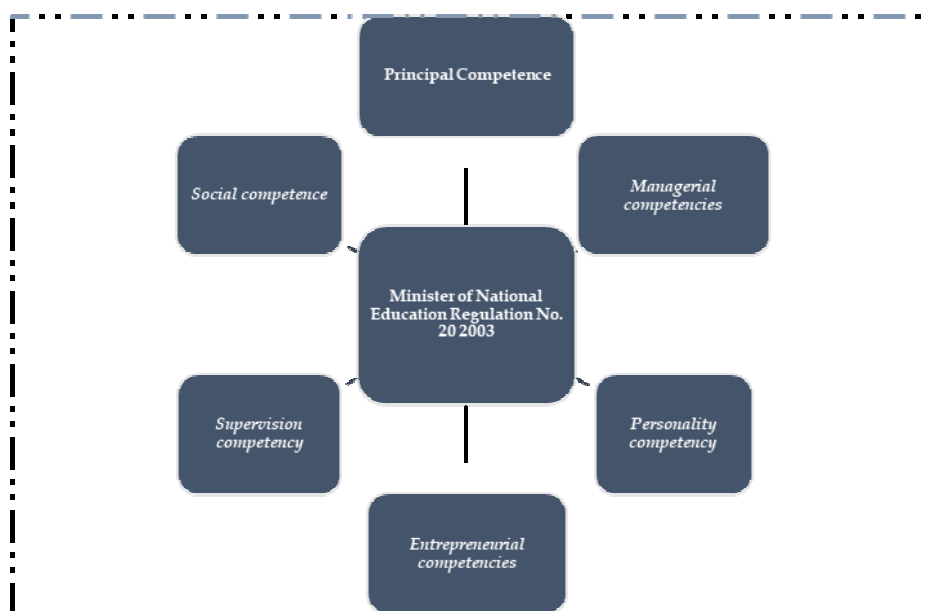 Principal Competence
Social competence
Managerial
competencies
Minister of National
Education Regulation No.
20 2003
Supervision
competency
Personality
competency
Entrepreneurial
competencies